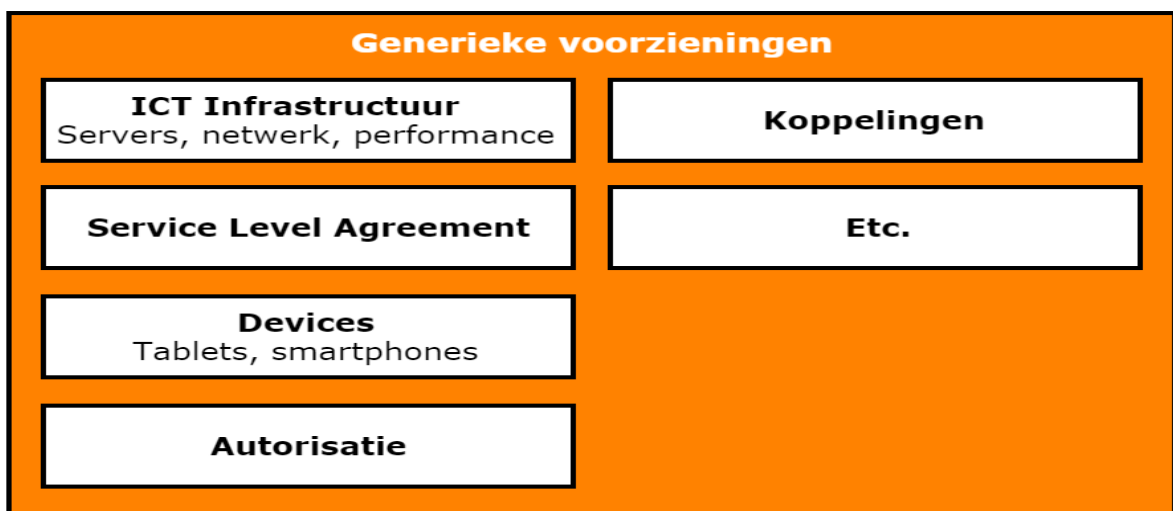 Generieke voorzieningen
ICT Infrastructuur
Servers, netwerk, performance
Koppelingen
Service Level Agreement
Etc.
Devices
Tablets, smartphones
Autorisatie